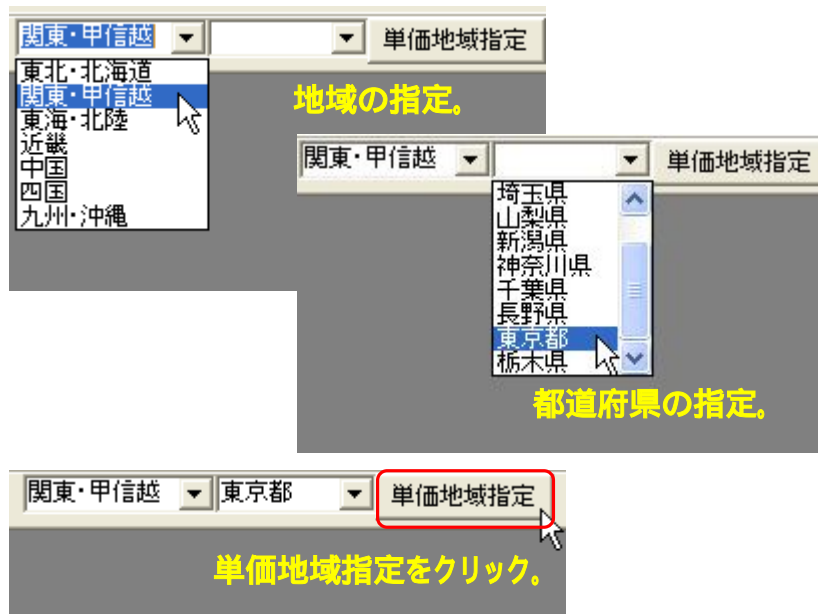 関東・甲信越 単価地域指定
東北・北海道
関東・甲信越
東海・北陸
近畿
中国
四国
九州・沖縄
地域の指定。
関東・甲信越 単価地域指定
埼玉県
山梨県
新潟県
神奈川県
千葉県
長野県
東京都
栃木県
都道府県の指定。
関東・甲信越 東京都 単価地域指定
単価地域指定をクリック。